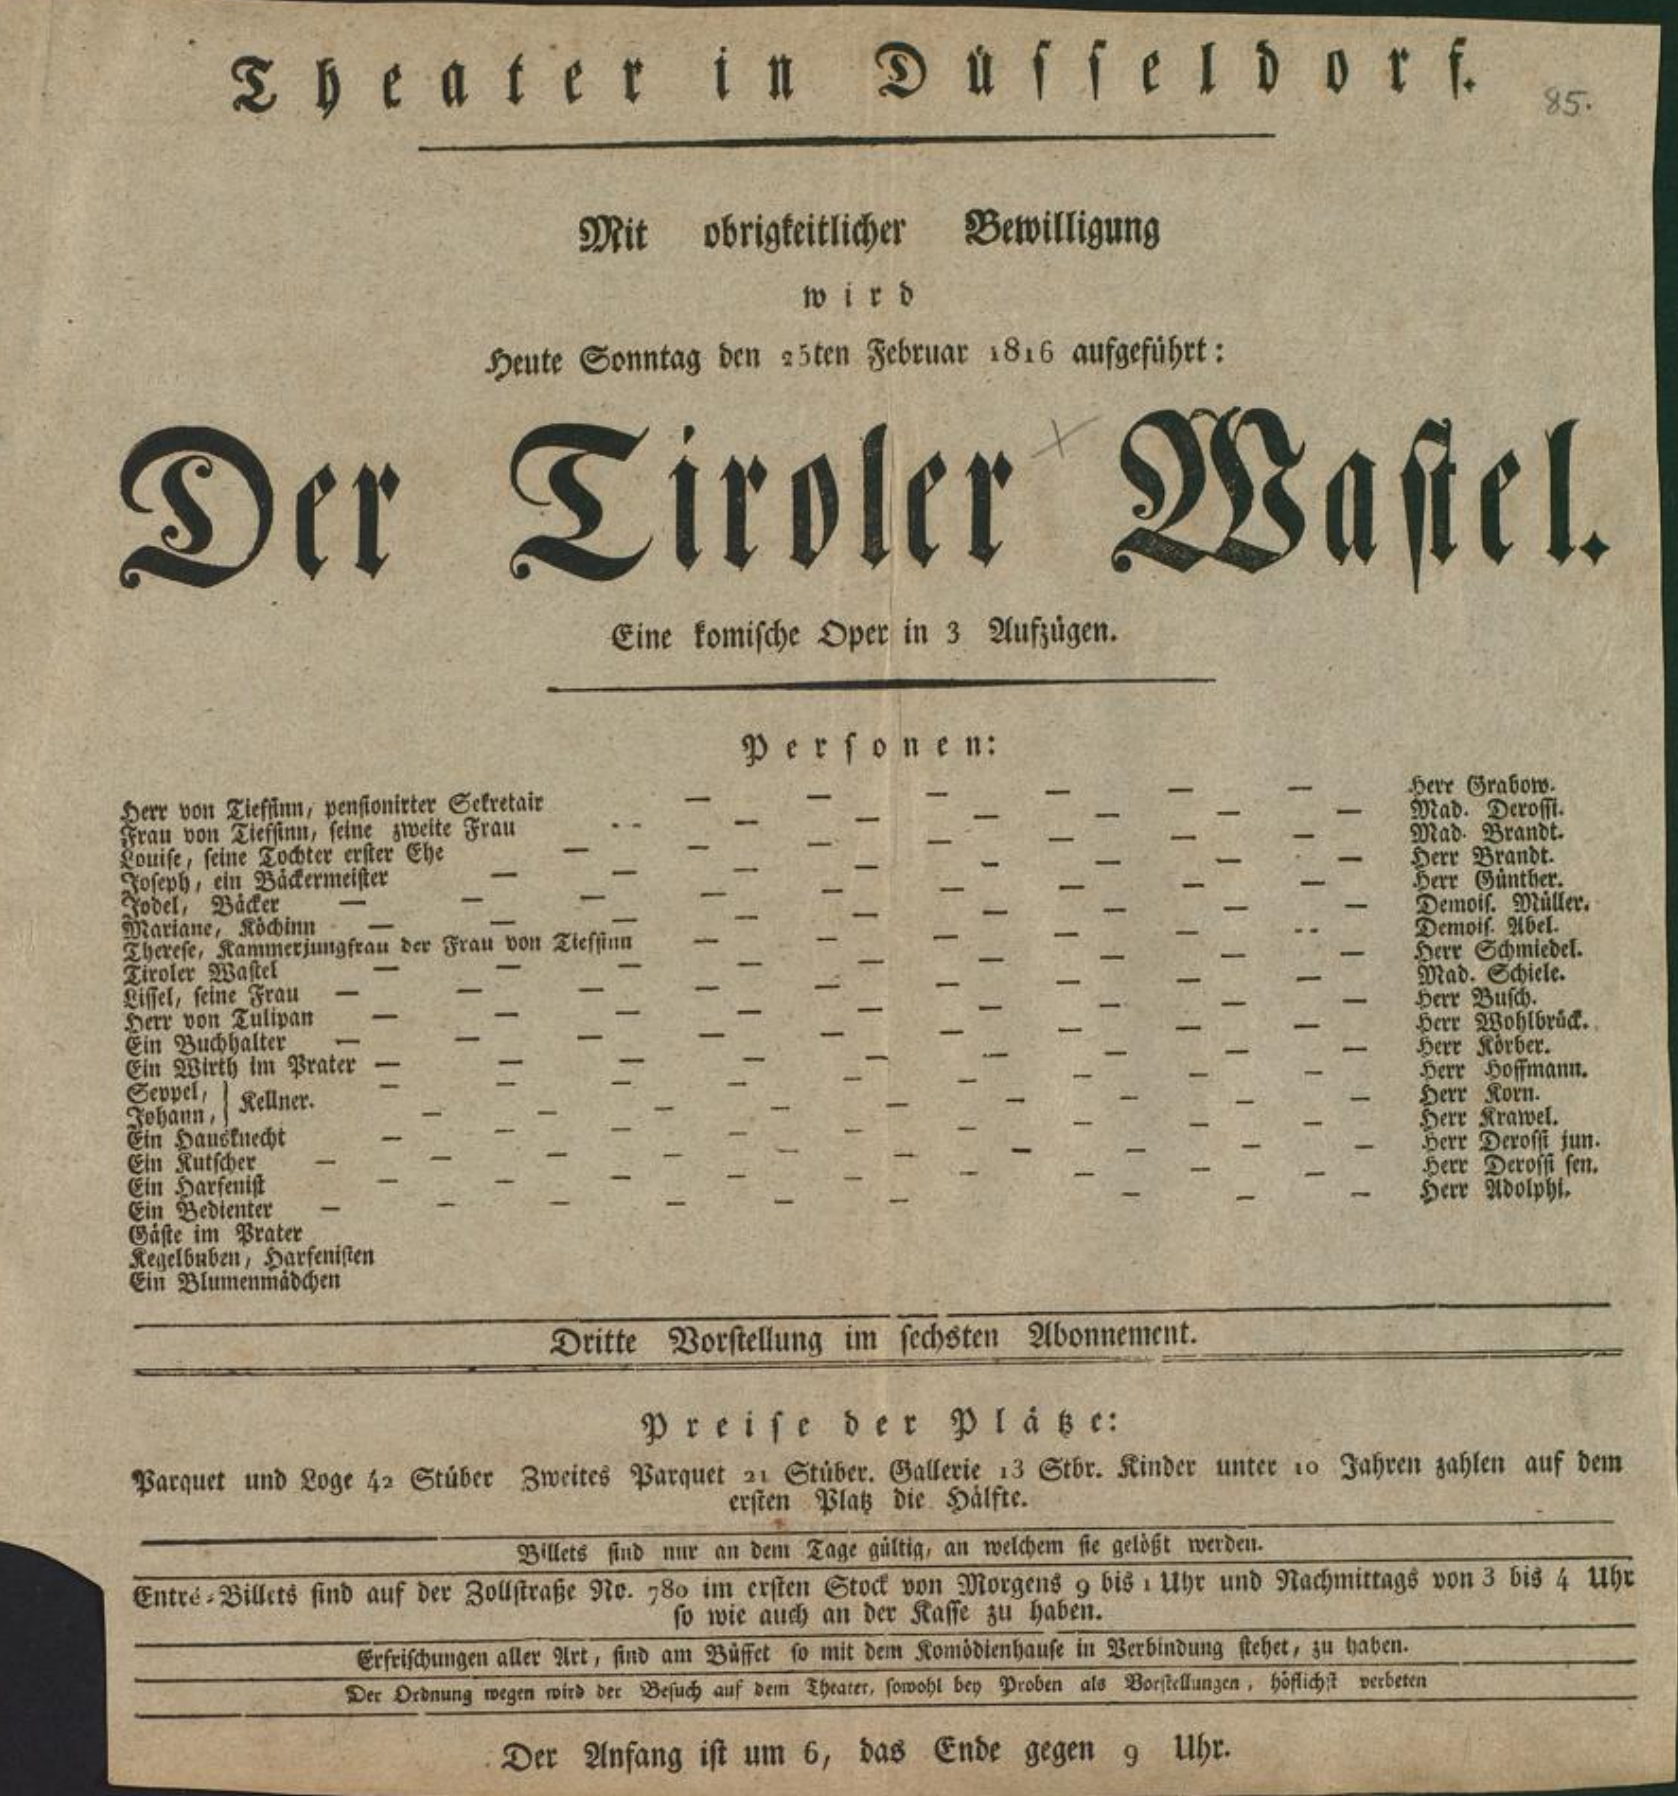 Theater in Düsseldorf.
85.
Mit obrigkeitlicher Bewilligung
wird
Heute Sonntag den 25ten Februar 1816 aufgeführt:
Der Tiroler Wastel.
Eine komische Oper in 3 Aufzügen.
Personen:
Herr von Tiefsinn, pensionirter Sekretair — — — — — — Herr Grabow.
Frau von Tiefsinn, seine zweite Frau — — — — — — — Mad. Derossi.
Louise, seine Tochter erster Ehe — — — — — — — Mad. Brandt.
Joseph, ein Bäckermeister — — — — — — — — Herr Brandt.
Jodel, Bäcker — — — — — — — — — Herr Günther.
Mariane, Köchinn — — — — — — — — — Demois. Müller.
Therese, Kammerjungfrau der Frau von Tiefsinn — — — — — — Demois. Abel.
Tiroler Wastel — — — — — — — — — Herr Schmiedel.
Lissel, seine Frau — — — — — — — — — Mad. Schiele.
Herr von Tulipan — — — — — — — — — Herr Busch.
Ein Buchhalter — — — — — — — — — Herr Wohlbrück.
Ein Wirth im Prater — — — — — — — — — Herr Körber.
Seppel, } Kellner. — — — — — — — — Herr Hoffmann.
Johann, } — — — — — — — — — Herr Korn.
Ein Hausknecht — — — — — — — — — Herr Krawel.
Ein Kutscher — — — — — — — — — — Herr Derossi jun.
Ein Harfenist — — — — — — — — — Herr Derossi sen.
Ein Bedienter — — — — — — — — Herr Adolphi.
Gäste im Prater
Kegelbuben, Harfenisten
Ein Blumenmädchen
Dritte Vorstellung im sechsten Abonnement.
Preise der Plätze:
Parquet und Loge 42 Stüber Zweites Parquet 21 Stüber. Gallerie 13 Stbr. Kinder unter 10 Jahren zahlen auf dem
ersten Platz die Hälfte.
Billets sind nur an dem Tage gültig, an welchem sie gelößt werden.
Entré-Billets sind auf der Zollstraße No. 780 im ersten Stock von Morgens 9 bis 1 Uhr und Nachmittags von 3 bis 4 Uhr
so wie auch an der Kasse zu haben.
Erfrischungen aller Art, sind am Büffet so mit dem Komödienhause in Verbindung stehet, zu haben.
Der Ordnung wegen wird der Besuch auf dem Theater, sowohl bey Proben als Vorstellungen, höflichst verbeten
Der Anfang ist um 6, das Ende gegen 9 Uhr.